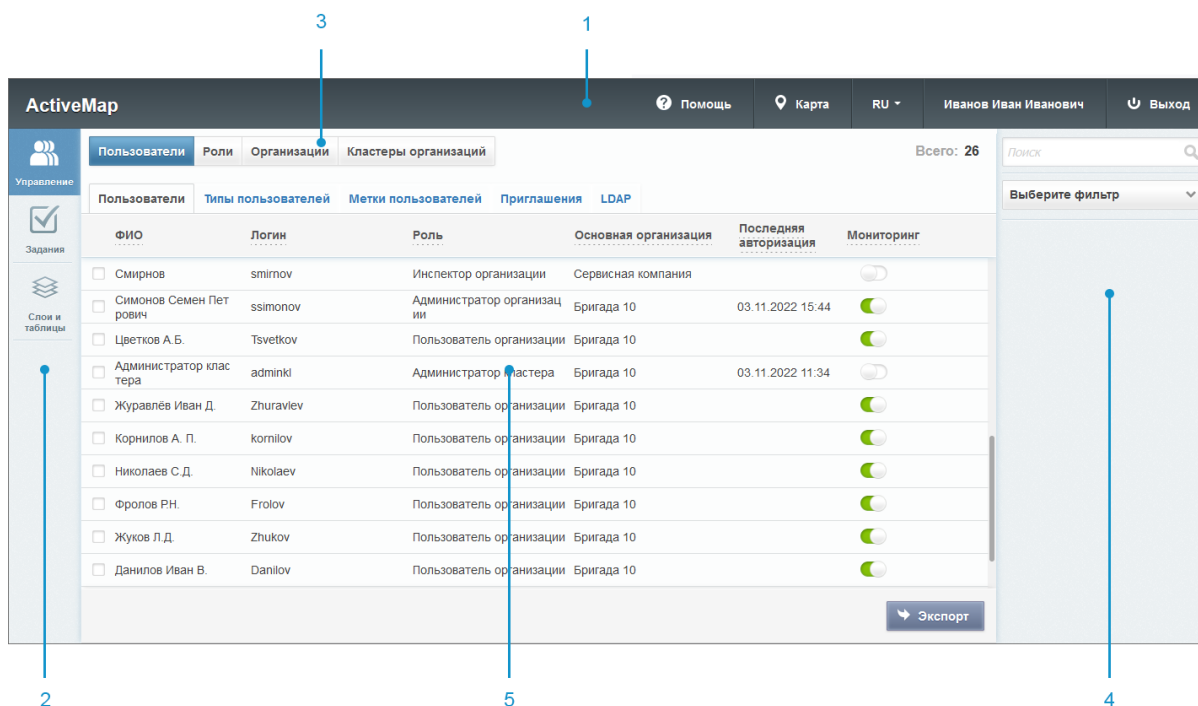 3
1
ActiveMap
Помощь
Карта
RU
Иванов Иван Иванович
Выход
Управление
Задания
Слои и
таблицы
Пользователи
Роли
Организации
Кластеры организаций
Всего: 26
Поиск
Выберите фильтр
Пользователи
Типы пользователей
Метки пользователей
Приглашения
LDAP
ФИО
Логин
Роль
Основная организация
Последняя
авторизация
Мониторинг
Смирнов
smirnov
Инспектор организации
Сервисная компания
Симонов Семен Пет
рович
ssimonov
Администратор организац
ии
Бригада 10
03.11.2022 15:44
Цветков А.Б.
Tsvetkov
Пользователь организации
Бригада 10
Администратор клас
тера
adminkl
Администратор кластера
Бригада 10
03.11.2022 11:34
Журавлёв Иван Д.
Zhuravlev
Пользователь организации
Бригада 10
Корнилов А. П.
kornilov
Пользователь организации
Бригада 10
Николаев С.Д.
Nikolaev
Пользователь организации
Бригада 10
Фролов Р.Н.
Frolov
Пользователь организации
Бригада 10
Жуков Л.Д.
Zhukov
Пользователь организации
Бригада 10
Данилов Иван В.
Danilov
Пользователь организации
Бригада 10
Экспорт
2
5
4